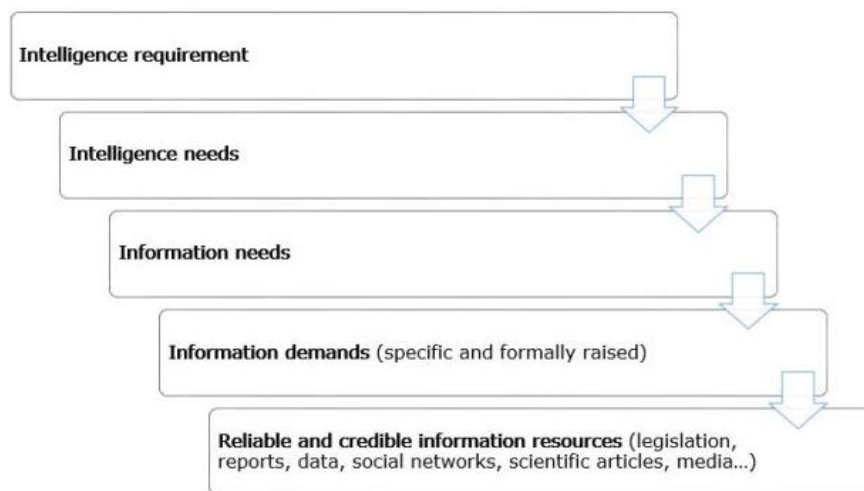 Intelligence requirement
Intelligence needs
Information needs
Information demands (specific and formally raised)
Reliable and credible information resources (legislation,
reports, data, social networks, scientific articles, media...)